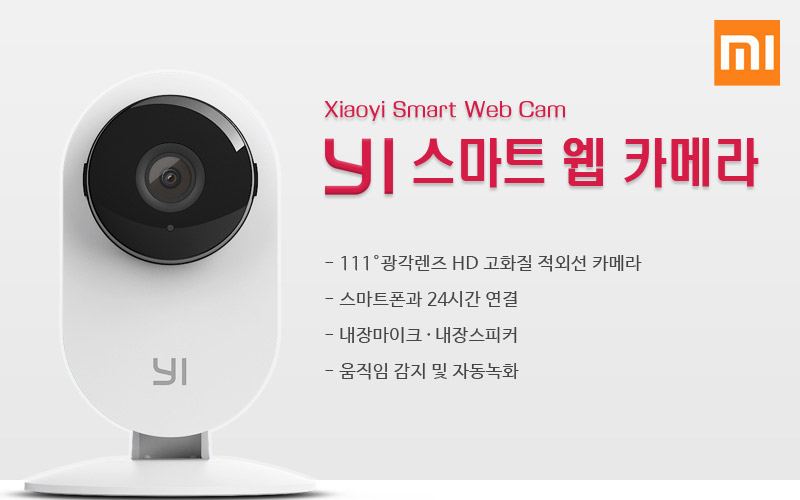 mi
Xiaoyi Smart Web Cam
YI 스마트 웹 카메라
- 111°광각렌즈 HD 고화질 적외선 카메라
- 스마트폰과 24시간 연결
- 내장마이크 · 내장스피커
- 움직임 감지 및 자동녹화
YI